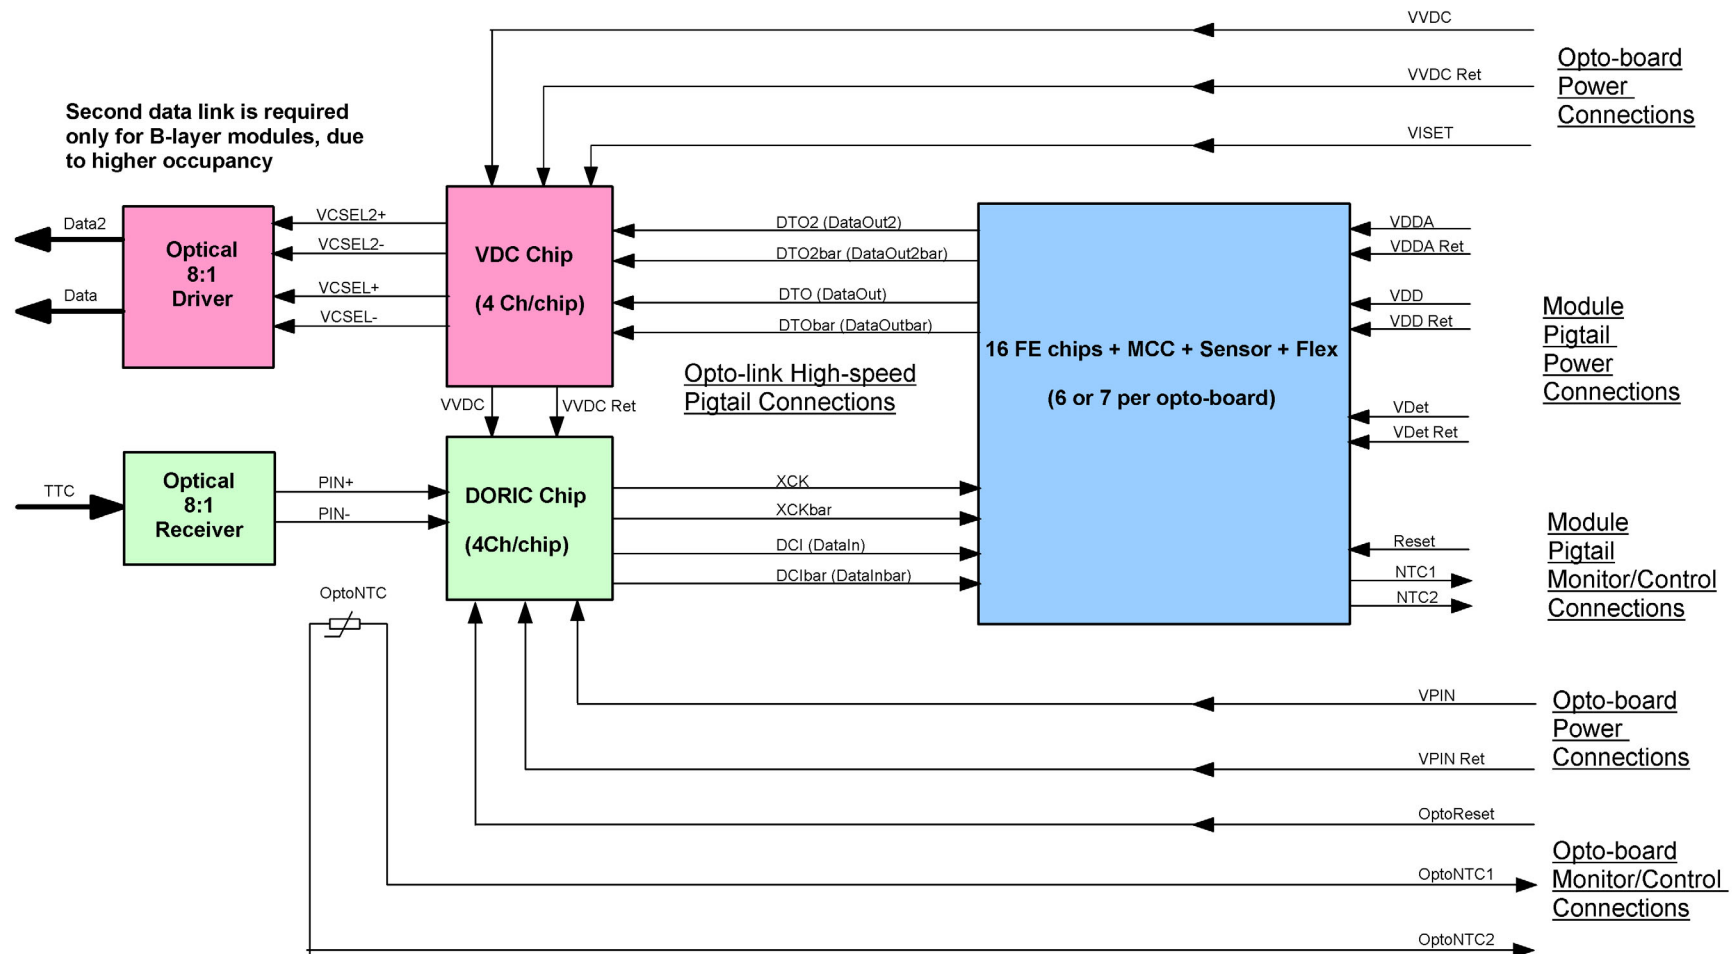 VVDC
Opto-board
Power
Connections
VVDC Ret
VISET
Second data link is required
only for B-layer modules, due
to higher occupancy
Data2
Data
Optical
8:1
Driver
VCSEL2+
VCSEL2-
VCSEL+
VCSEL-
VDC Chip
(4 Ch/chip)
DTO2 (DataOut2)
DTO2bar (DataOut2bar)
DTO (DataOut)
DTObar (DataOutbar)
16 FE chips + MCC + Sensor + Flex
(6 or 7 per opto-board)
VDDA
VDDA Ret
VDD
VDD Ret
VDet
VDet Ret
Module
Pigtail
Power
Connections
Opto-link High-speed
Pigtail Connections
VVDC
VVDC Ret
TTC
Optical
8:1
Receiver
PIN+
PIN-
DORIC Chip
(4Ch/chip)
XCK
XCKbar
DCI (DataIn)
DCIbar (DataInbar)
Reset
NTC1
NTC2
Module
Pigtail
Monitor/Control
Connections
OptoNTC
VPIN
VPIN Ret
Opto-board
Power
Connections
OptoReset
OptoNTC1
OptoNTC2
Opto-board
Monitor/Control
Connections